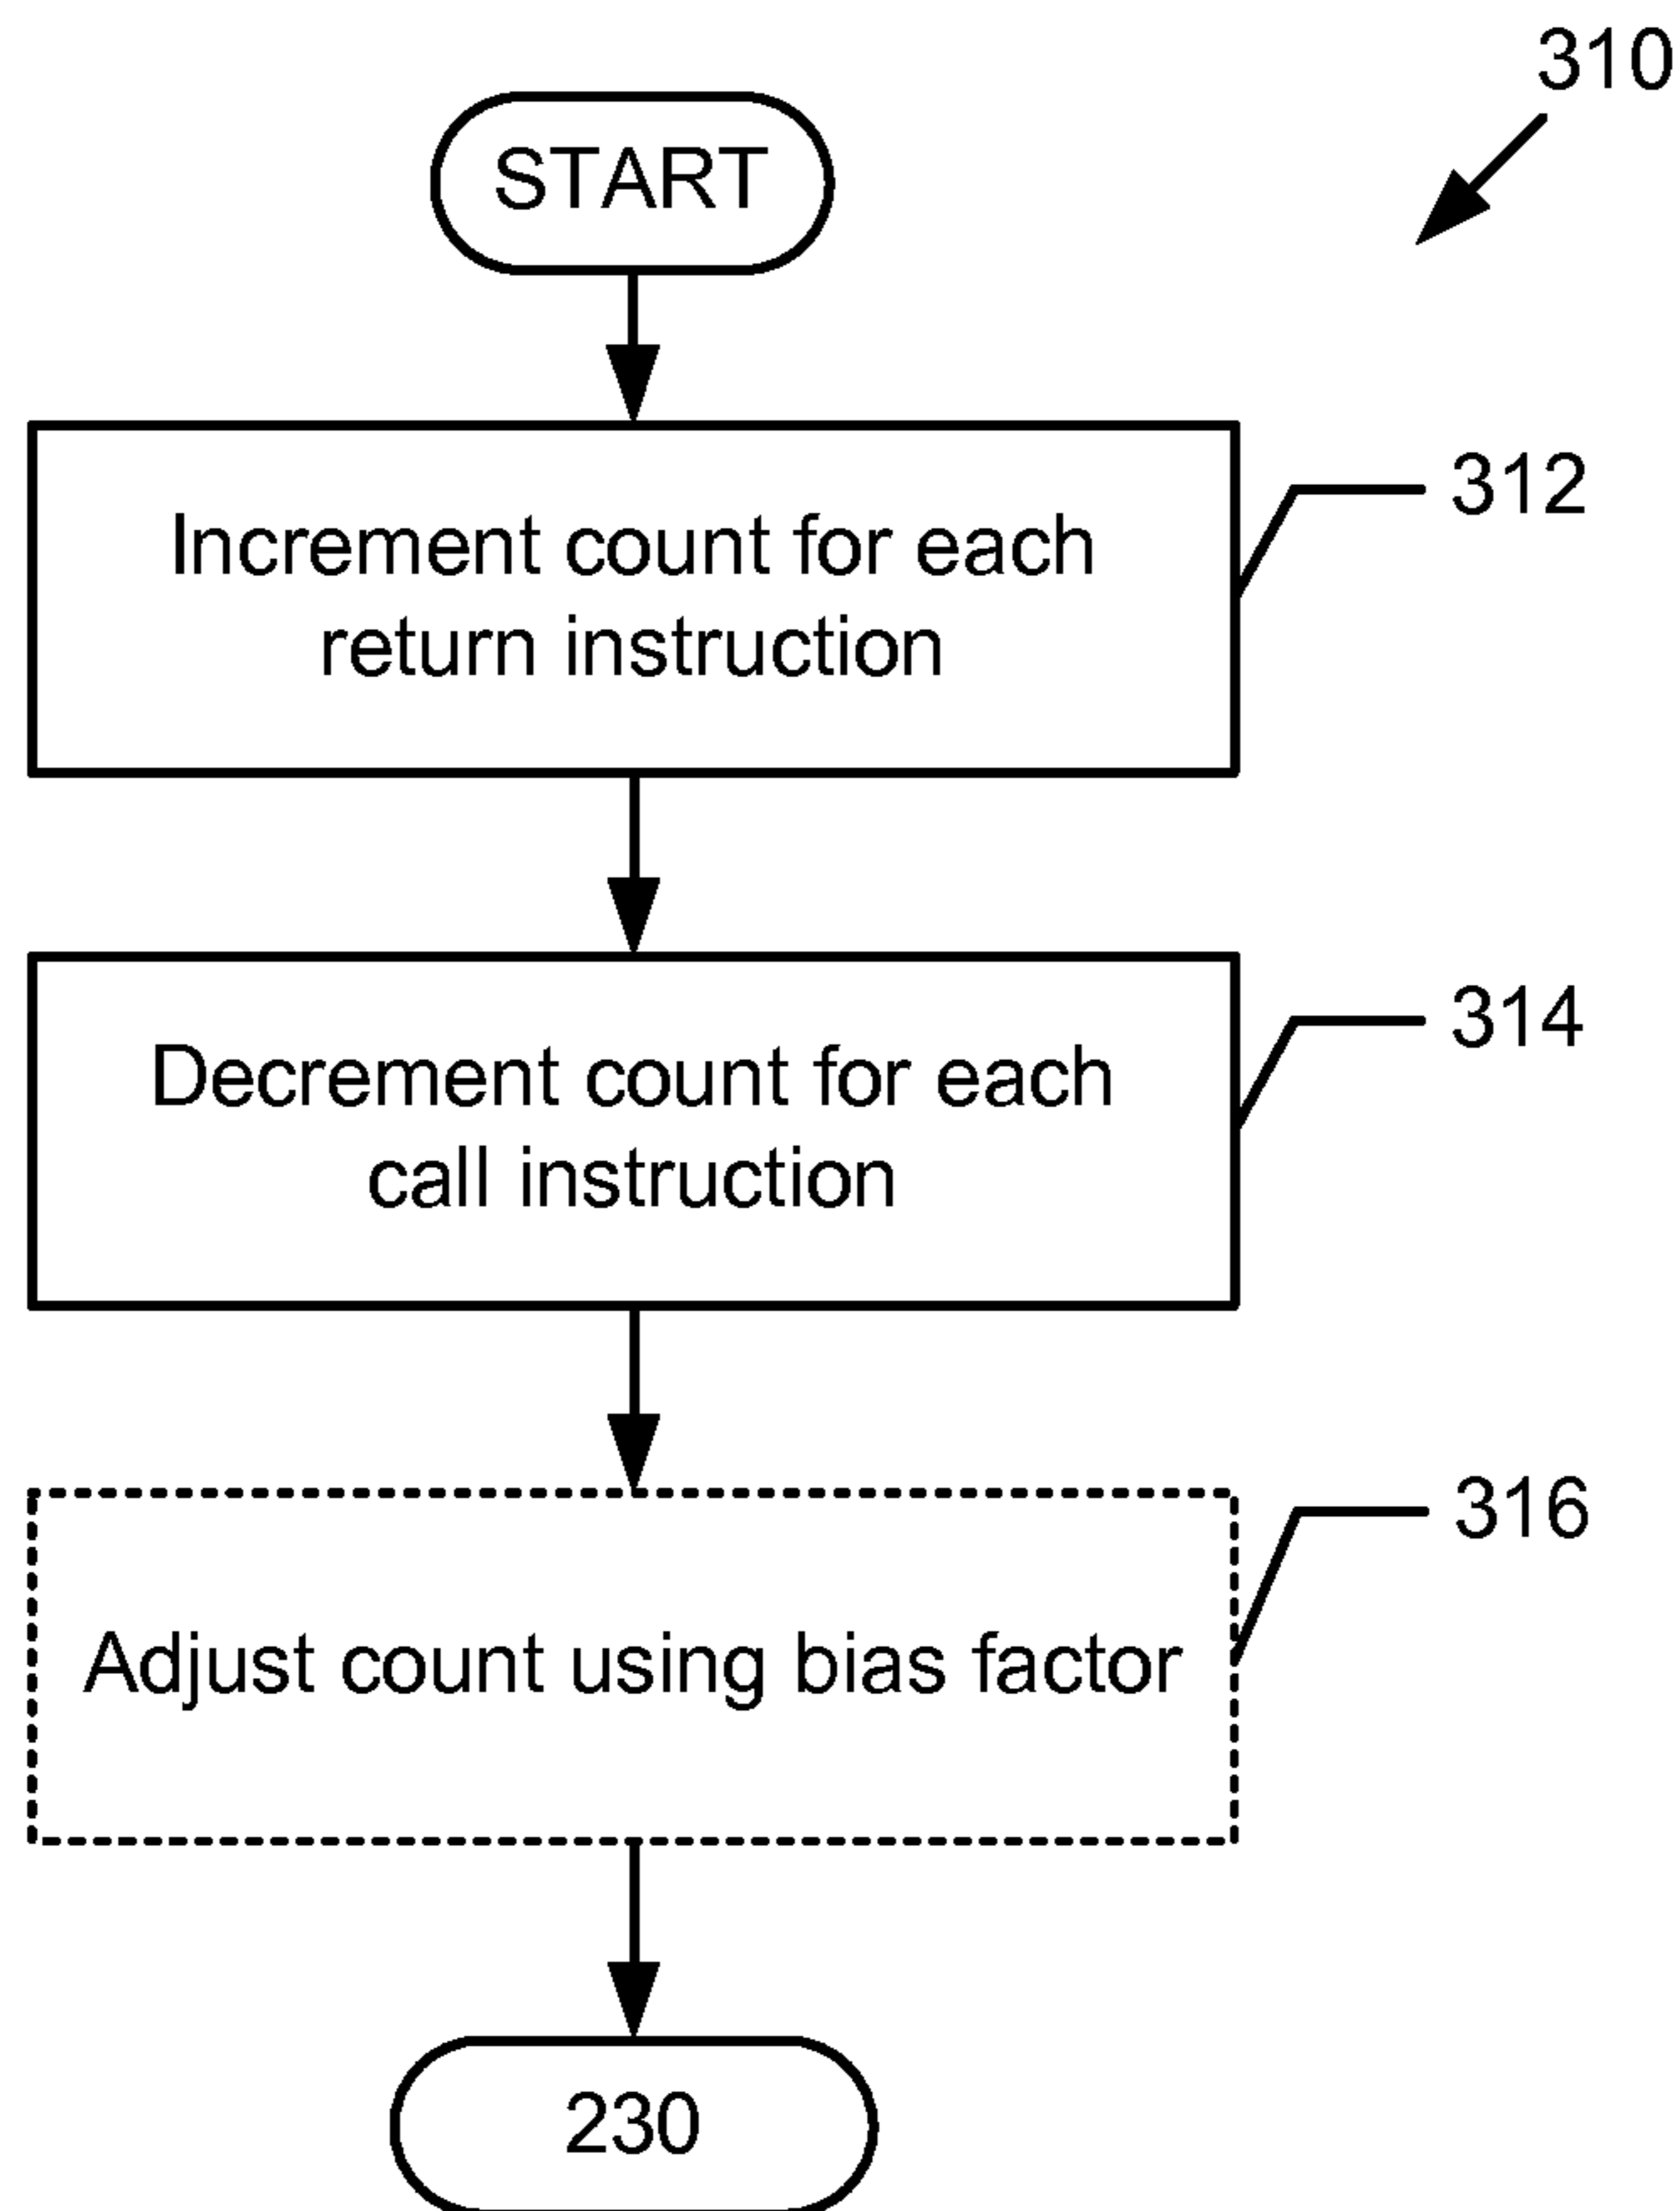 310
START
312
Increment count for each
return instruction
314
Decrement count for each
call instruction
316
Adjust count using bias factor
230